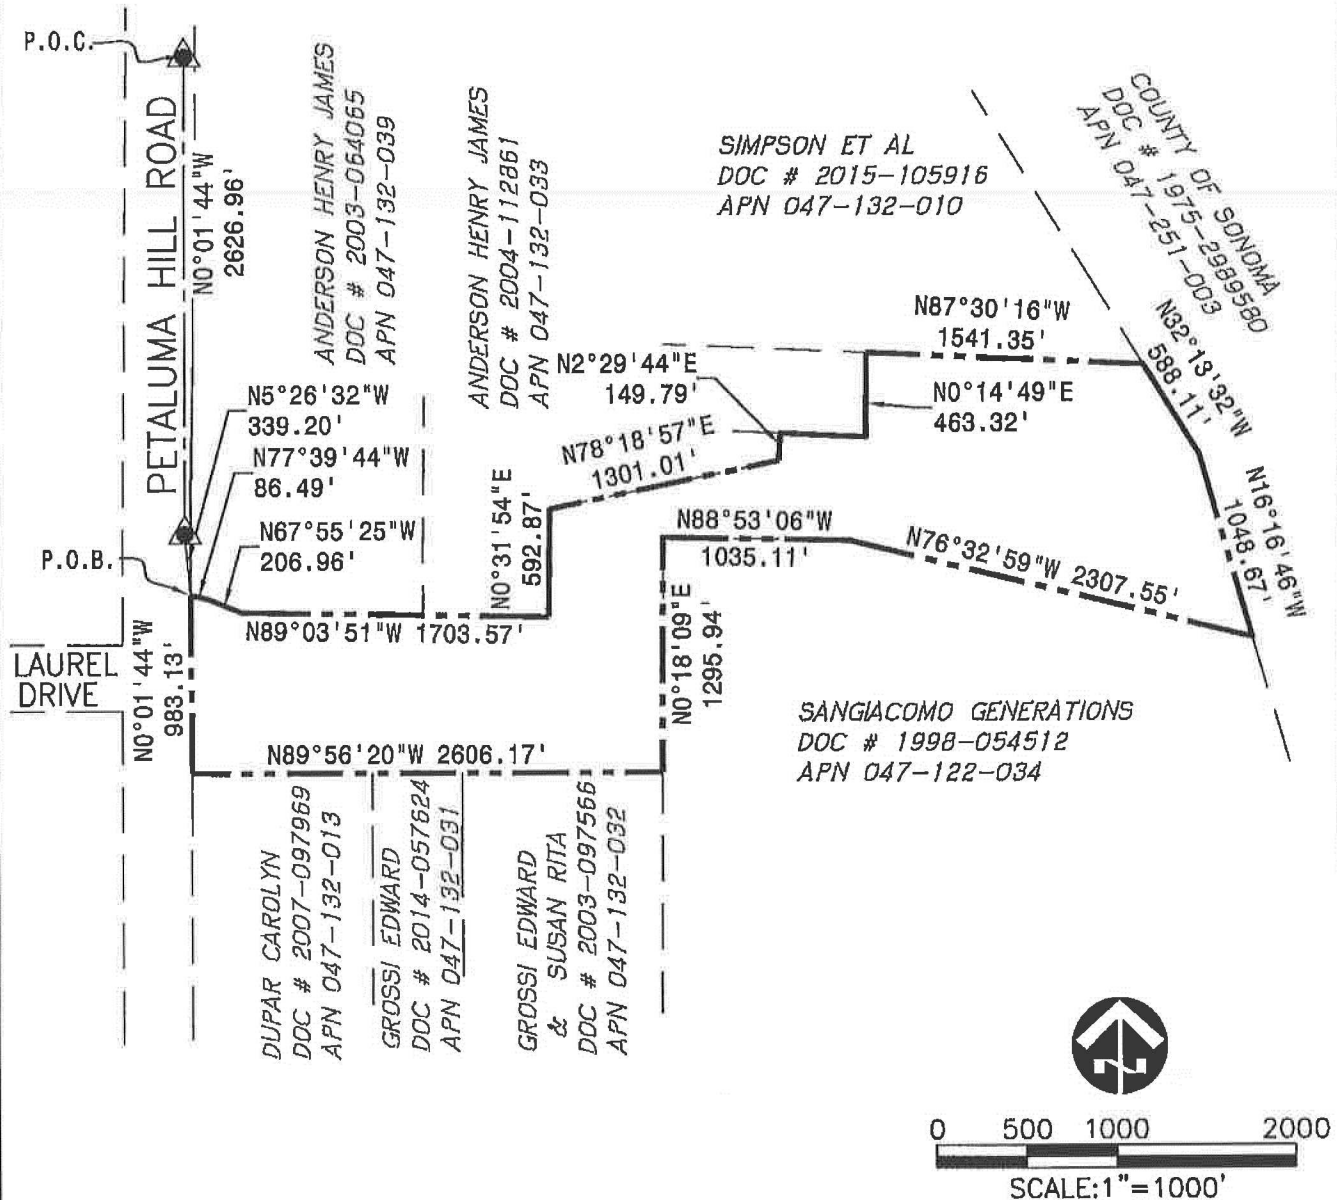 P.O.C.
PETALUMA HILL ROAD
N0°01'44"W
2626.96'
ANDERSON HENRY JAMES
DOC # 2003-064065
APN 047-132-039
ANDERSON HENRY JAMES
DOC # 2004-112861
APN 047-132-033
SIMPSON ET AL
DOC # 2015-105916
APN 047-132-010
COUNTY OF SONOMA
DOC # 1975-2989580
APN 047-251-003
N87°30'16"W
1541.35'
N32°13'32"W
588.11'
N2°29'44"E
149.79'
N0°14'49"E
463.32'
N5°26'32"W
339.20'
N77°39'44"W
86.49'
N67°55'25"W
206.96'
N78°18'57"E
1301.01'
N0°31'54"E
592.87'
N16°16'46"W
1048.67'
N88°53'06"W
1035.11'
N76°32'59"W 2307.55'
P.O.B.
N89°03'51"W 1703.57'
LAUREL
DRIVE
N0°01'44"W
983.13'
N0°18'09"E
1295.94'
N89°56'20"W 2606.17'
SANGIACOMO GENERATIONS
DOC # 1998-054512
APN 047-122-034
DUPAR CAROLYN
DOC # 2007-097969
APN 047-132-013
GROSSI EDWARD
DOC # 2014-057624
APN 047-132-031
GROSSI EDWARD
& SUSAN RITA
DOC # 2003-097566
APN 047-132-032
N
0 500 1000 2000
SCALE:1"=1000'